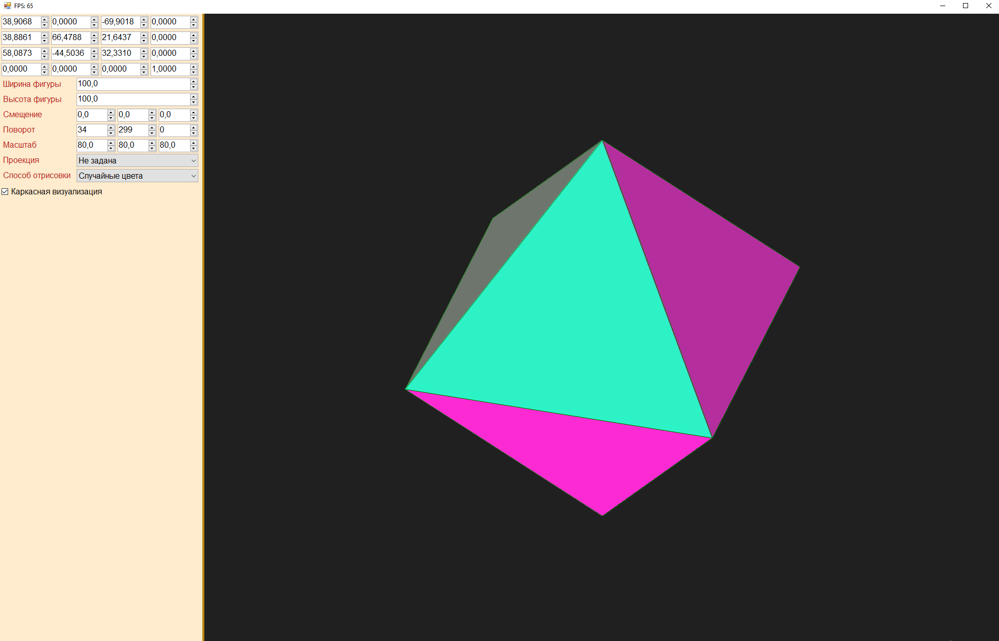 FPS: 65
38,9068 0,0000 -69,9018 0,0000
38,8861 66,4788 21,6437 0,0000
58,0873 -44,5036 32,3310 0,0000
0,0000 0,0000 0,0000 1,0000
Ширина фигуры 100,0
Высота фигуры 100,0
Смещение 0,0 0,0 0,0
Поворот 34 299 0
Масштаб 80,0 80,0 80,0
Проекция Не задана
Способ отрисовки Случайные цвета
Каркасная визуализация